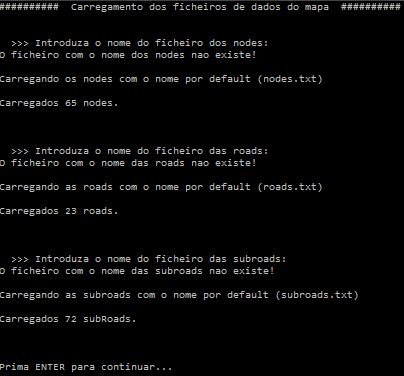 ########## Carregamento dos ficheiros de dados do mapa ##########
>>> Introduza o nome do ficheiro dos nodes:
O ficheiro com o nome dos nodes nao existe!
Carregando os nodes com o nome por default (nodes.txt)
Carregados 65 nodes.
>>> Introduza o nome do ficheiro das roads:
O ficheiro com o nome das roads nao existe!
Carregando as roads com o nome por default (roads.txt)
Carregados 23 roads.
>>> Introduza o nome do ficheiro das subroads:
O ficheiro com o nome das subroads nao existe!
Carregando as subroads com o nome por default (subroads.txt)
Carregados 72 subRoads.
Prima ENTER para continuar...